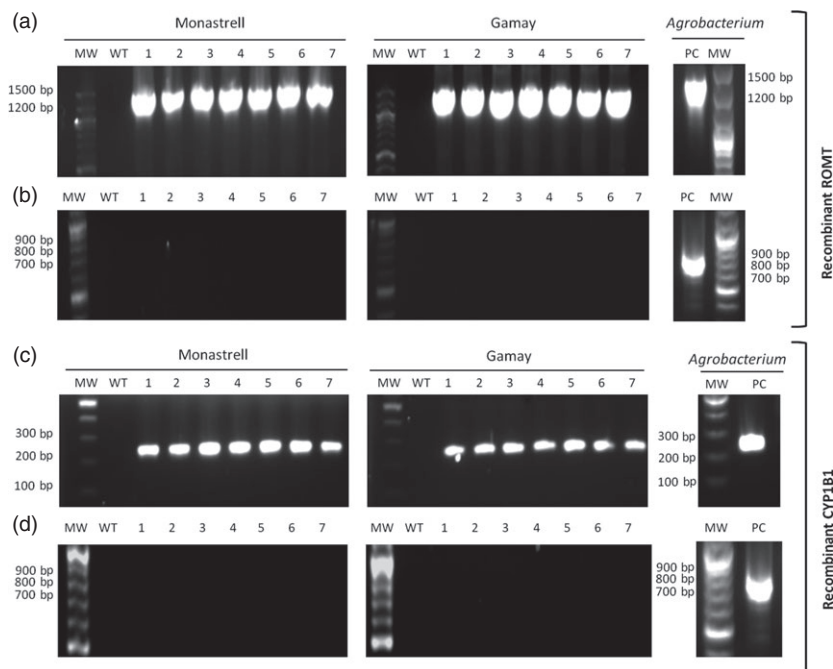 (a) Monastrell Gamay Agrobacterium
MW WT 1 2 3 4 5 6 7 MW WT 1 2 3 4 5 6 7 PC MW
1500 bp 1500 bp
1200 bp 1200 bp
(b) MW WT 1 2 3 4 5 6 7 MW WT 1 2 3 4 5 6 7 PC MW
900 bp 900 bp
800 bp 800 bp
700 bp 700 bp
Recombinant ROMT
(c) Monastrell Gamay Agrobacterium
MW WT 1 2 3 4 5 6 7 MW WT 1 2 3 4 5 6 7 MW PC
300 bp 300 bp
200 bp 200 bp
100 bp 100 bp
(d) MW WT 1 2 3 4 5 6 7 MW WT 1 2 3 4 5 6 7 MW PC
900 bp 900 bp
800 bp 800 bp
700 bp 700 bp
Recombinant CYP1B1